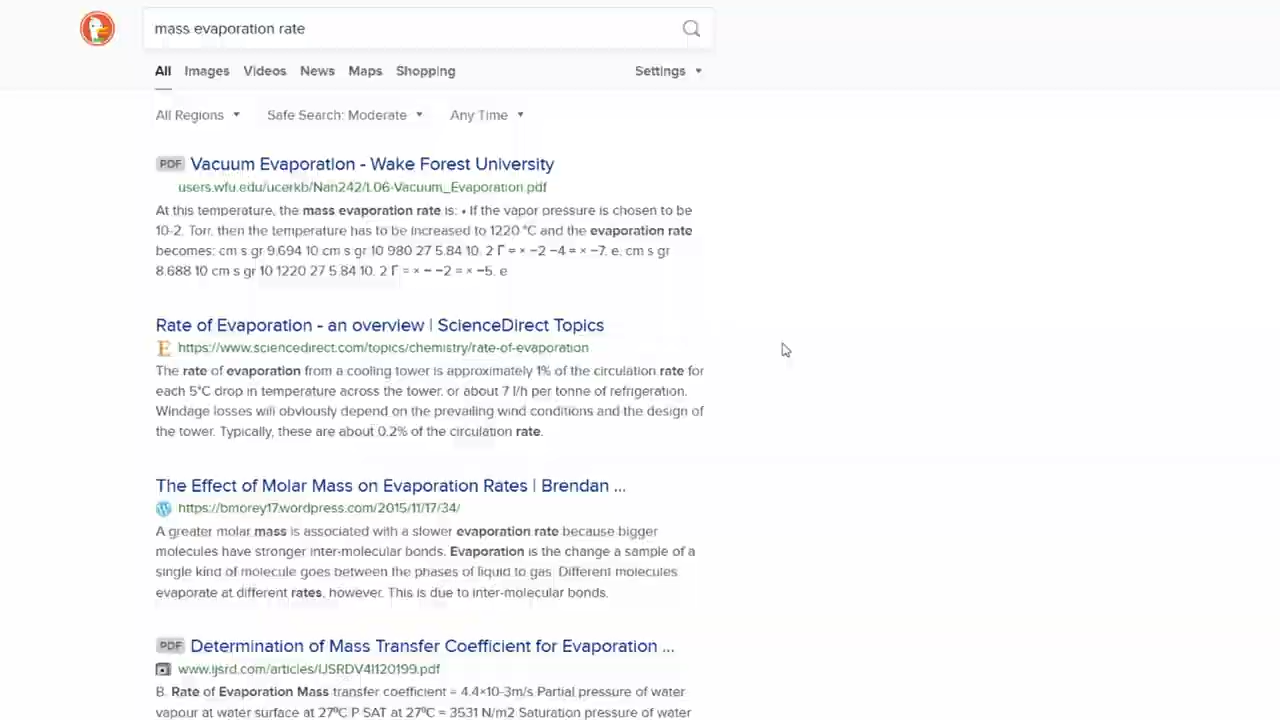 mass evaporation rate
All Images Videos News Maps Shopping Settings
All Regions Safe Search: Moderate Any Time
PDF Vacuum Evaporation - Wake Forest University
users.wfu.edu/ucerkb/Nan242/L06-Vacuum_Evaporation.pdf
At this temperature, the mass evaporation rate is: • If the vapor pressure is chosen to be
10-2. Torr, then the temperature has to be increased to 1220 °C and the evaporation rate
becomes: cm s gr 9.694 10 cm s gr 10 980 27 5.84 10. 2 Γ = × −2 −4 = × −7. e. cm s gr
8.688 10 cm s gr 10 1220 27 5.84 10. 2 Γ = × − −2 = × −5. e
Rate of Evaporation - an overview | ScienceDirect Topics
E https://www.sciencedirect.com/topics/chemistry/rate-of-evaporation
The rate of evaporation from a cooling tower is approximately 1% of the circulation rate for
each 5°C drop in temperature across the tower, or about 7 l/h per tonne of refrigeration.
Windage losses will obviously depend on the prevailing wind conditions and the design of
the tower. Typically, these are about 0.2% of the circulation rate.
The Effect of Molar Mass on Evaporation Rates | Brendan ...
https://bmorey17.wordpress.com/2015/11/17/34/
A greater molar mass is associated with a slower evaporation rate because bigger
molecules have stronger inter-molecular bonds. Evaporation is the change a sample of a
single kind of molecule goes between the phases of liquid to gas. Different molecules
evaporate at different rates, however. This is due to inter-molecular bonds.
PDF Determination of Mass Transfer Coefficient for Evaporation ...
www.ijsrd.com/articles/IJSRDV4I120199.pdf
B. Rate of Evaporation Mass transfer coefficient = 4.4×10-3m/s Partial pressure of water
vapour at water surface at 27⁰C P SAT at 27⁰C = 3531 N/m2 Saturation pressure of water